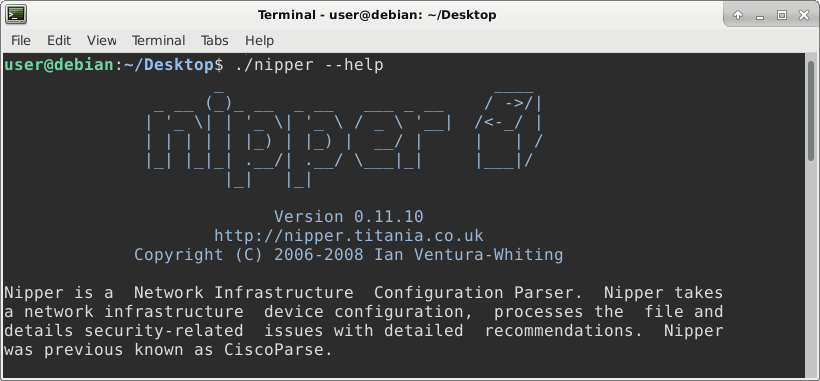 Terminal - user@debian: ~/Desktop
File Edit View Terminal Tabs Help
user@debian:~/Desktop$ ./nipper --help
nipper
Version 0.11.10
http://nipper.titania.co.uk
Copyright (C) 2006-2008 Ian Ventura-Whiting
Nipper is a  Network Infrastructure  Configuration Parser.  Nipper takes
a network infrastructure  device configuration,  processes the  file and
details security-related  issues with detailed  recommendations.  Nipper
was previous known as CiscoParse.